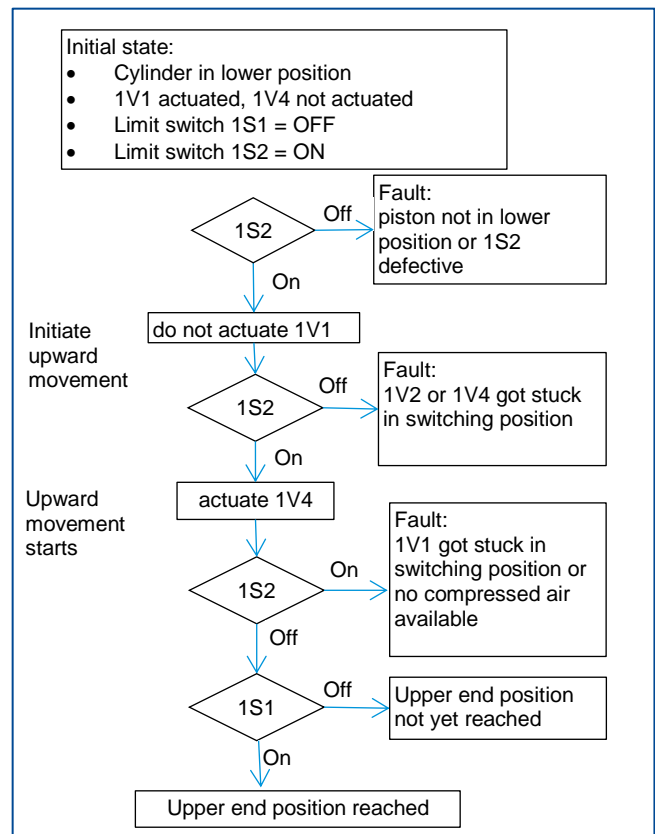 Initial state:
• Cylinder in lower position
• 1V1 actuated, 1V4 not actuated
• Limit switch 1S1 = OFF
• Limit switch 1S2 = ON
1S2
Off
Fault:
piston not in lower
position or 1S2
defective
On
Initiate
upward
movement
do not actuate 1V1
1S2
Off
Fault:
1V2 or 1V4 got stuck
in switching position
On
Upward
movement
starts
actuate 1V4
1S2
On
Fault:
1V1 got stuck in
switching position or
no compressed air
available
Off
1S1
Off
Upper end position
not yet reached
On
Upper end position reached